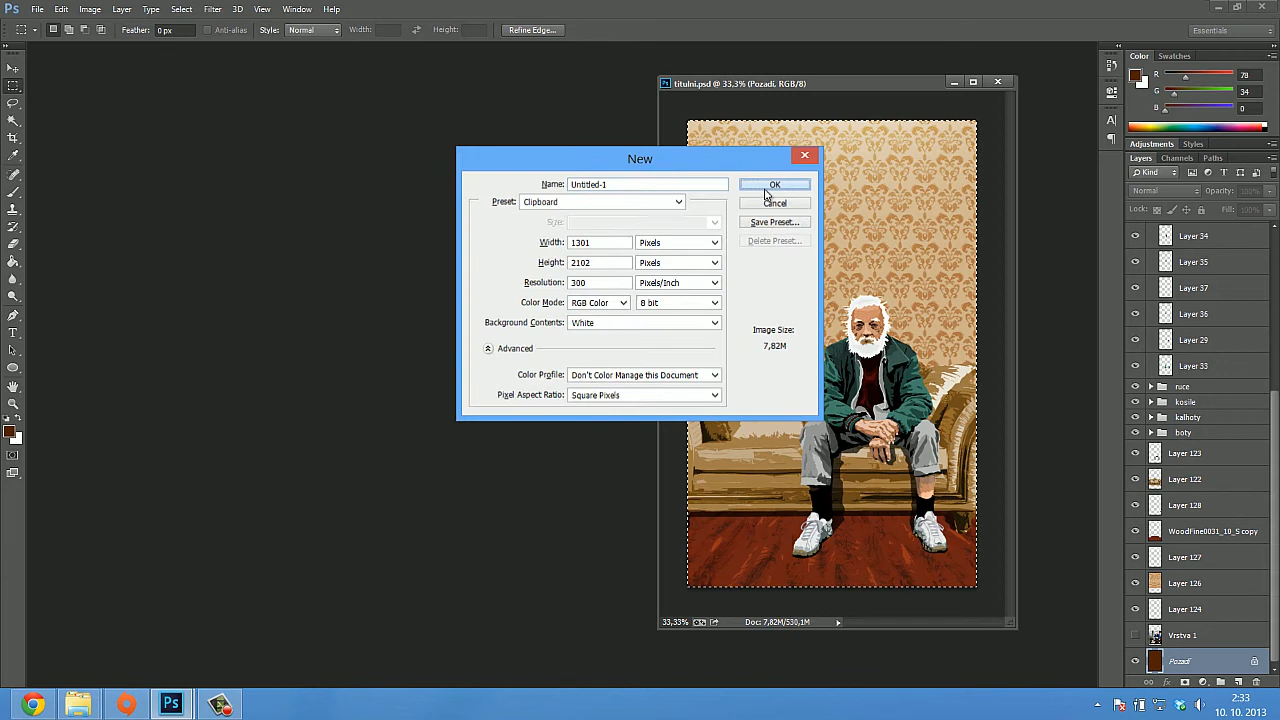 Ps File Edit Image Layer Type Select Filter 3D View Window Help
Feather: 0 px Anti-alias Style: Normal Width: Height: Refine Edge... Essentials
titulni.psd @ 33,3% (Pozadi, RGB/8)
New
Name: Untitled-1 OK
Preset: Clipboard Cancel
Size: Save Preset...
Width: 1301 Pixels Delete Preset...
Height: 2102 Pixels
Resolution: 300 Pixels/Inch
Color Mode: RGB Color 8 bit
Background Contents: White
Image Size:
7,82M
Advanced
Color Profile: Don't Color Manage this Document
Pixel Aspect Ratio: Square Pixels
33,33% Doc: 7,82M/530,1M
Color Swatches
R 78
G 34
B 0
Adjustments Styles
Layers Channels Paths
Kind
Normal Opacity:
Lock: Fill:
Layer 34
Layer 35
Layer 37
Layer 36
Layer 29
Layer 33
ruce
kosile
kalhoty
boty
Layer 123
Layer 122
Layer 128
WoodFine0031_10_S copy
Layer 127
Layer 126
Layer 124
Vrstva 1
Pozadi
Ps
2:33
10. 10. 2013